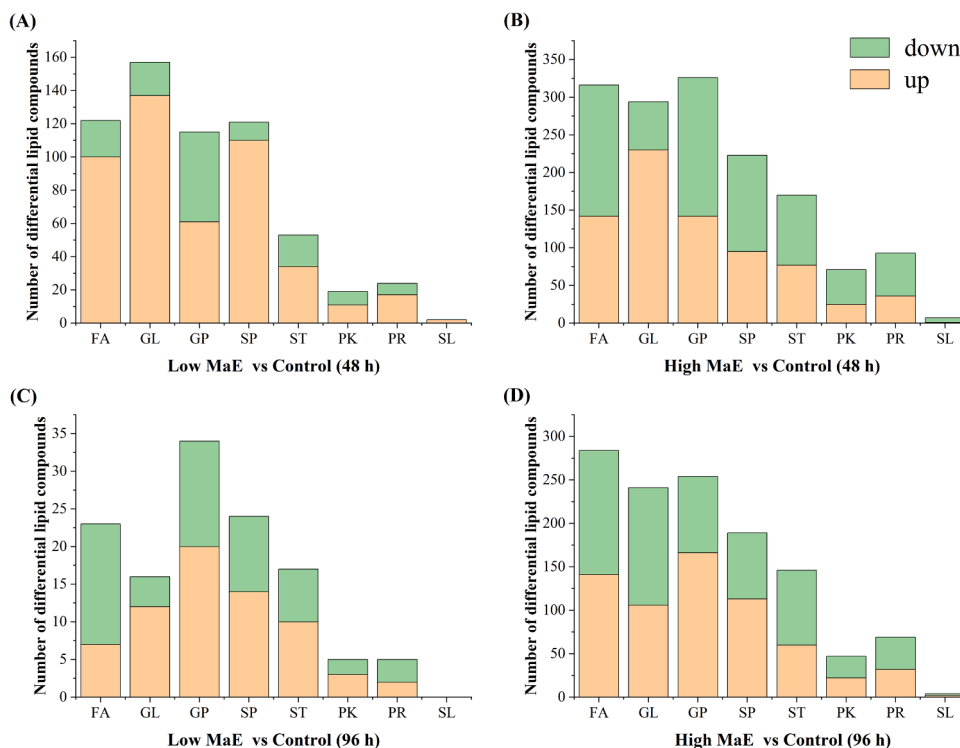 (A)
Number of differential lipid compounds
160
140
120
100
80
60
40
20
0
FA GL GP SP ST PK PR SL
Low MaE vs Control (48 h)
(B)
down
up
Number of differential lipid compounds
350
300
250
200
150
100
50
0
FA GL GP SP ST PK PR SL
High MaE vs Control (48 h)
(C)
Number of differential lipid compounds
35
30
25
20
15
10
5
0
FA GL GP SP ST PK PR SL
Low MaE vs Control (96 h)
(D)
Number of differential lipid compounds
300
250
200
150
100
50
0
FA GL GP SP ST PK PR SL
High MaE vs Control (96 h)